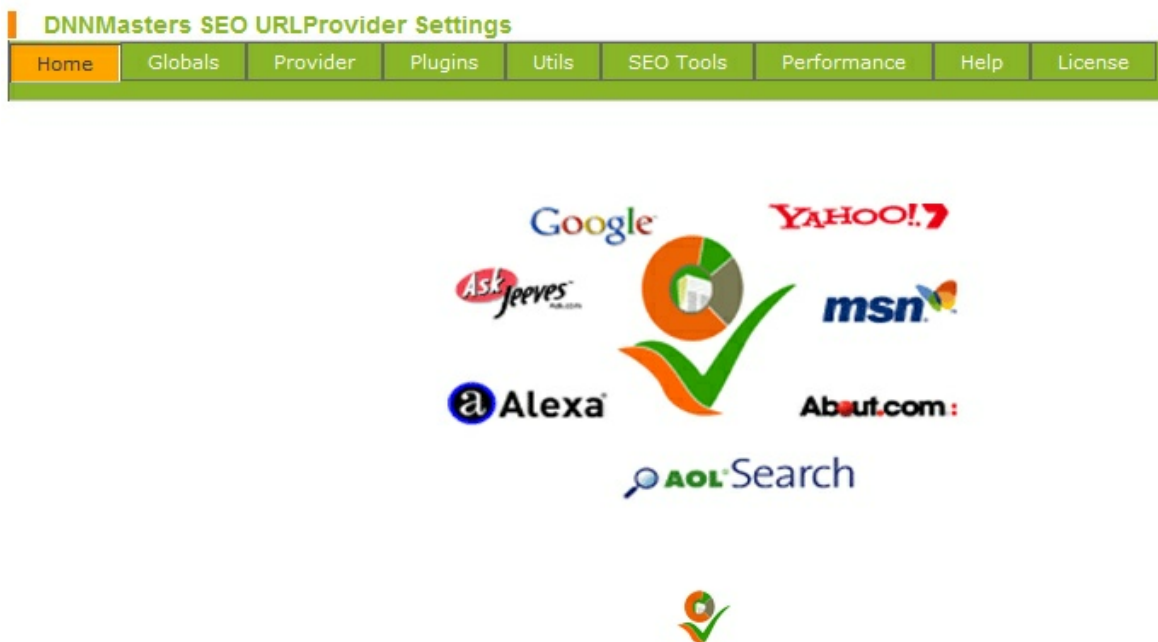 DNNMasters SEO URLProvider Settings
Home Globals Provider Plugins Utils SEO Tools Performance Help License
Google YAHOO!7
Ask Jeeves
msn
Alexa
About.com
AOL Search